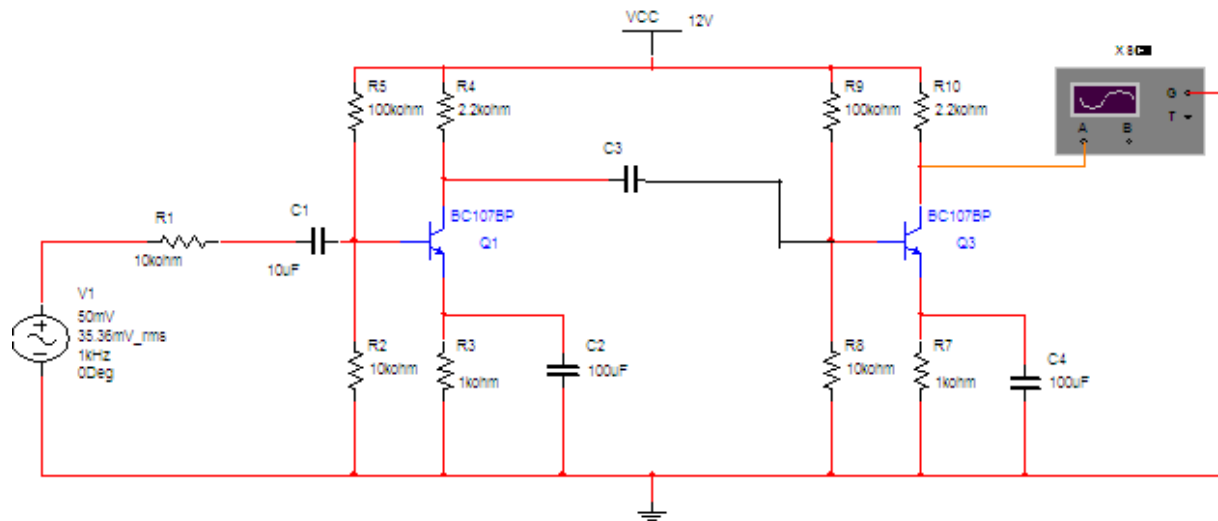 VCC 12V
R5
100kohm
R4
2.2kohm
R9
100kohm
R10
2.2kohm
G
T
A B
C3
BC107BP
Q1
BC107BP
Q3
R1
10kohm
C1
10uF
V1
50mV
35.36mV_rms
1kHz
0Deg
R2
10kohm
R3
1kohm
C2
100uF
R8
10kohm
R7
1kohm
C4
100uF